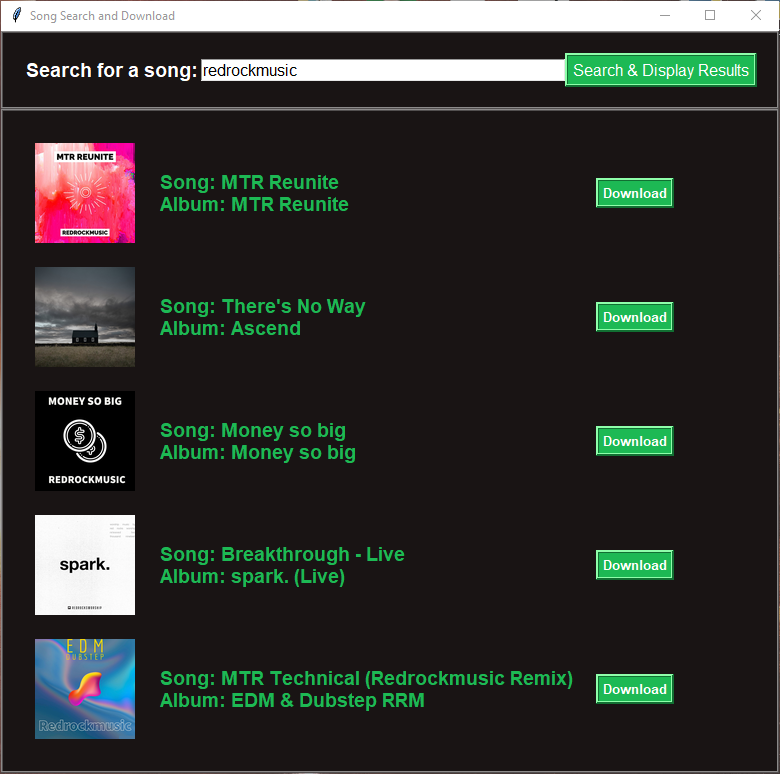 Song Search and Download
Search for a song: redrockmusic Search & Display Results
MTR REUNITE
REDROCKMUSIC
Song: MTR Reunite
Album: MTR Reunite
Download
Song: There's No Way
Album: Ascend
Download
MONEY SO BIG
REDROCKMUSIC
Song: Money so big
Album: Money so big
Download
spark.
Song: Breakthrough - Live
Album: spark. (Live)
Download
EDM
DUBSTEP
Redrockmusic
Song: MTR Technical (Redrockmusic Remix)
Album: EDM & Dubstep RRM
Download